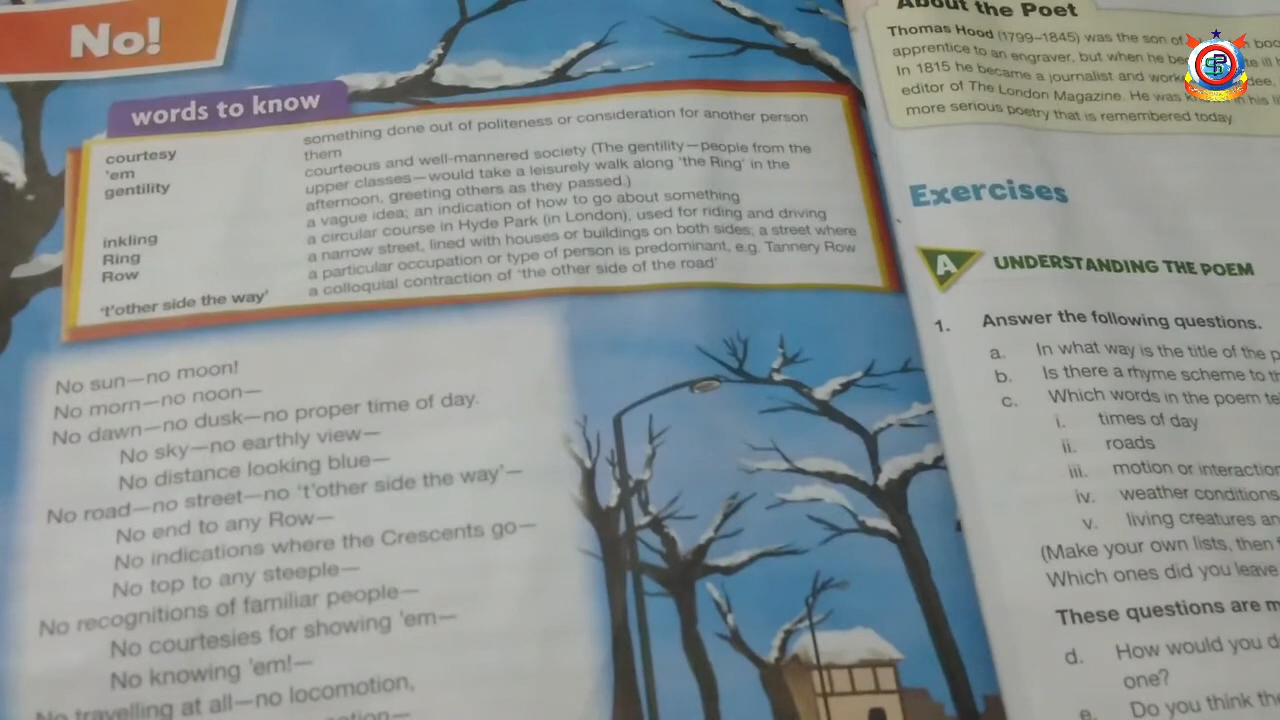 No!
words to know
courtesy something done out of politeness or consideration for another person
'em them
gentility courteous and well-mannered society (The gentility—people from the
upper classes—would take a leisurely walk along 'the Ring' in the
afternoon, greeting others as they passed.)
inkling a vague idea; an indication of how to go about something
Ring a circular course in Hyde Park (in London), used for riding and driving
Row a narrow street, lined with houses or buildings on both sides; a street where
a particular occupation or type of person is predominant, e.g. Tannery Row
't'other side the way' a colloquial contraction of 'the other side of the road'
No sun—no moon!
No morn—no noon—
No dawn—no dusk—no proper time of day.
No sky—no earthly view—
No distance looking blue—
No road—no street—no 't'other side the way'—
No end to any Row—
No indications where the Crescents go—
No top to any steeple—
No recognitions of familiar people—
No courtesies for showing 'em—
No knowing 'em!—
No travelling at all—no locomotion,
About the Poet
Thomas Hood (1799–1845) was the son of
apprentice to an engraver, but when he
In 1815 he became a journalist and
editor of The London Magazine. He was
more serious poetry that is remembered today
Exercises
A UNDERSTANDING THE POEM
1. Answer the following questions.
a. In what way is the title of the
b. Is there a rhyme scheme to
c. Which words in the poem
i. times of day
ii. roads
iii. motion or
iv. weather conditions
v. living creatures
(Make your own lists, then
Which ones did you leave
These questions are
d. How would you
one?
e. Do you think